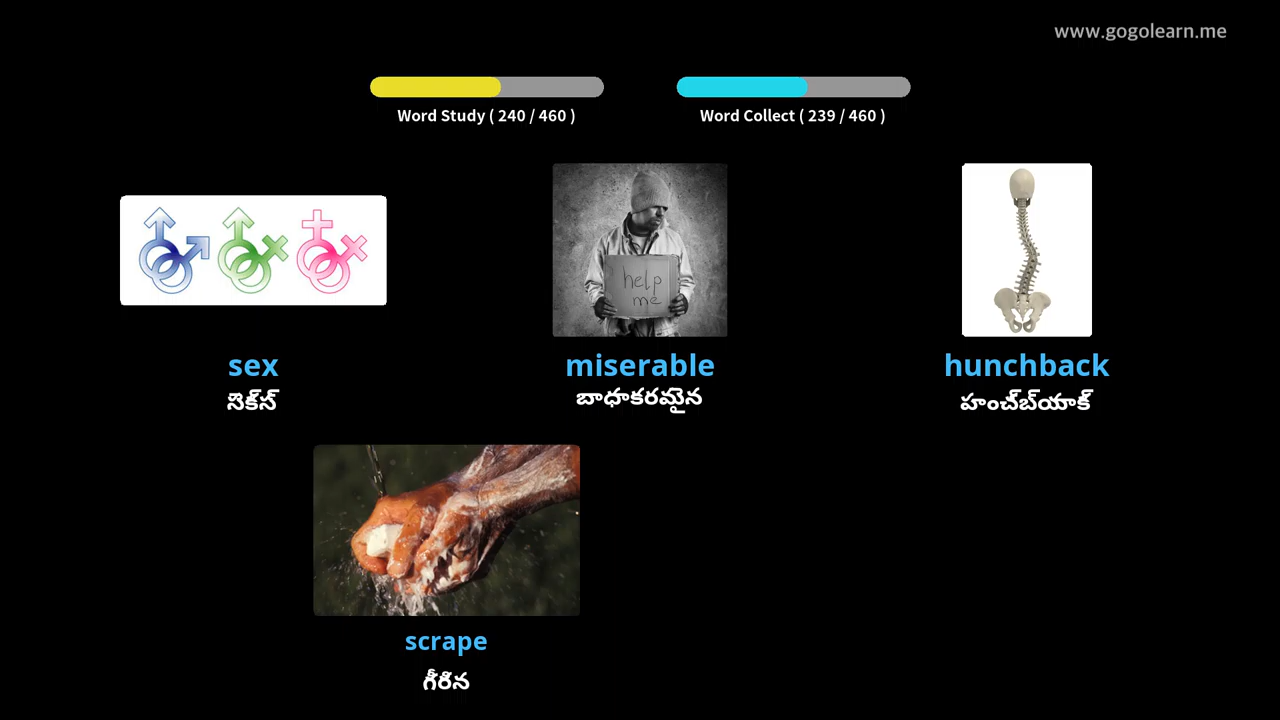 www.gogolearn.me
Word Study ( 240 / 460 )
Word Collect ( 239 / 460 )
help
me
sex
miserable
hunchback
సెక్స్
బాధాకరమైన
హంచ్‌బ్యాక్
scrape
గీరిన